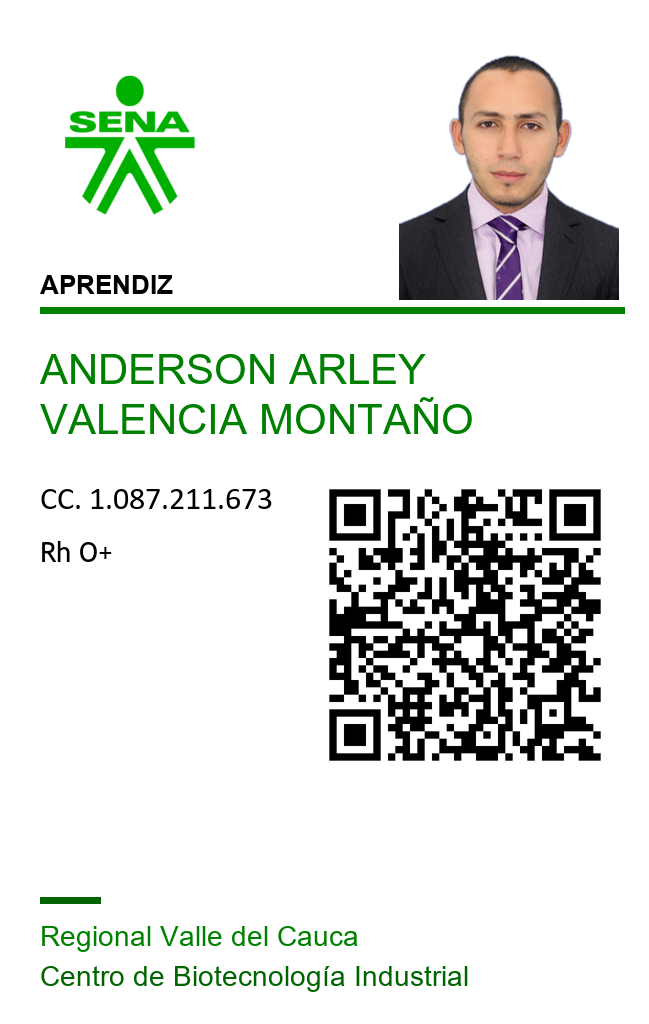 SENA
APRENDIZ
ANDERSON ARLEY
VALENCIA MONTAÑO
CC. 1.087.211.673
Rh O+
Regional Valle del Cauca
Centro de Biotecnología Industrial